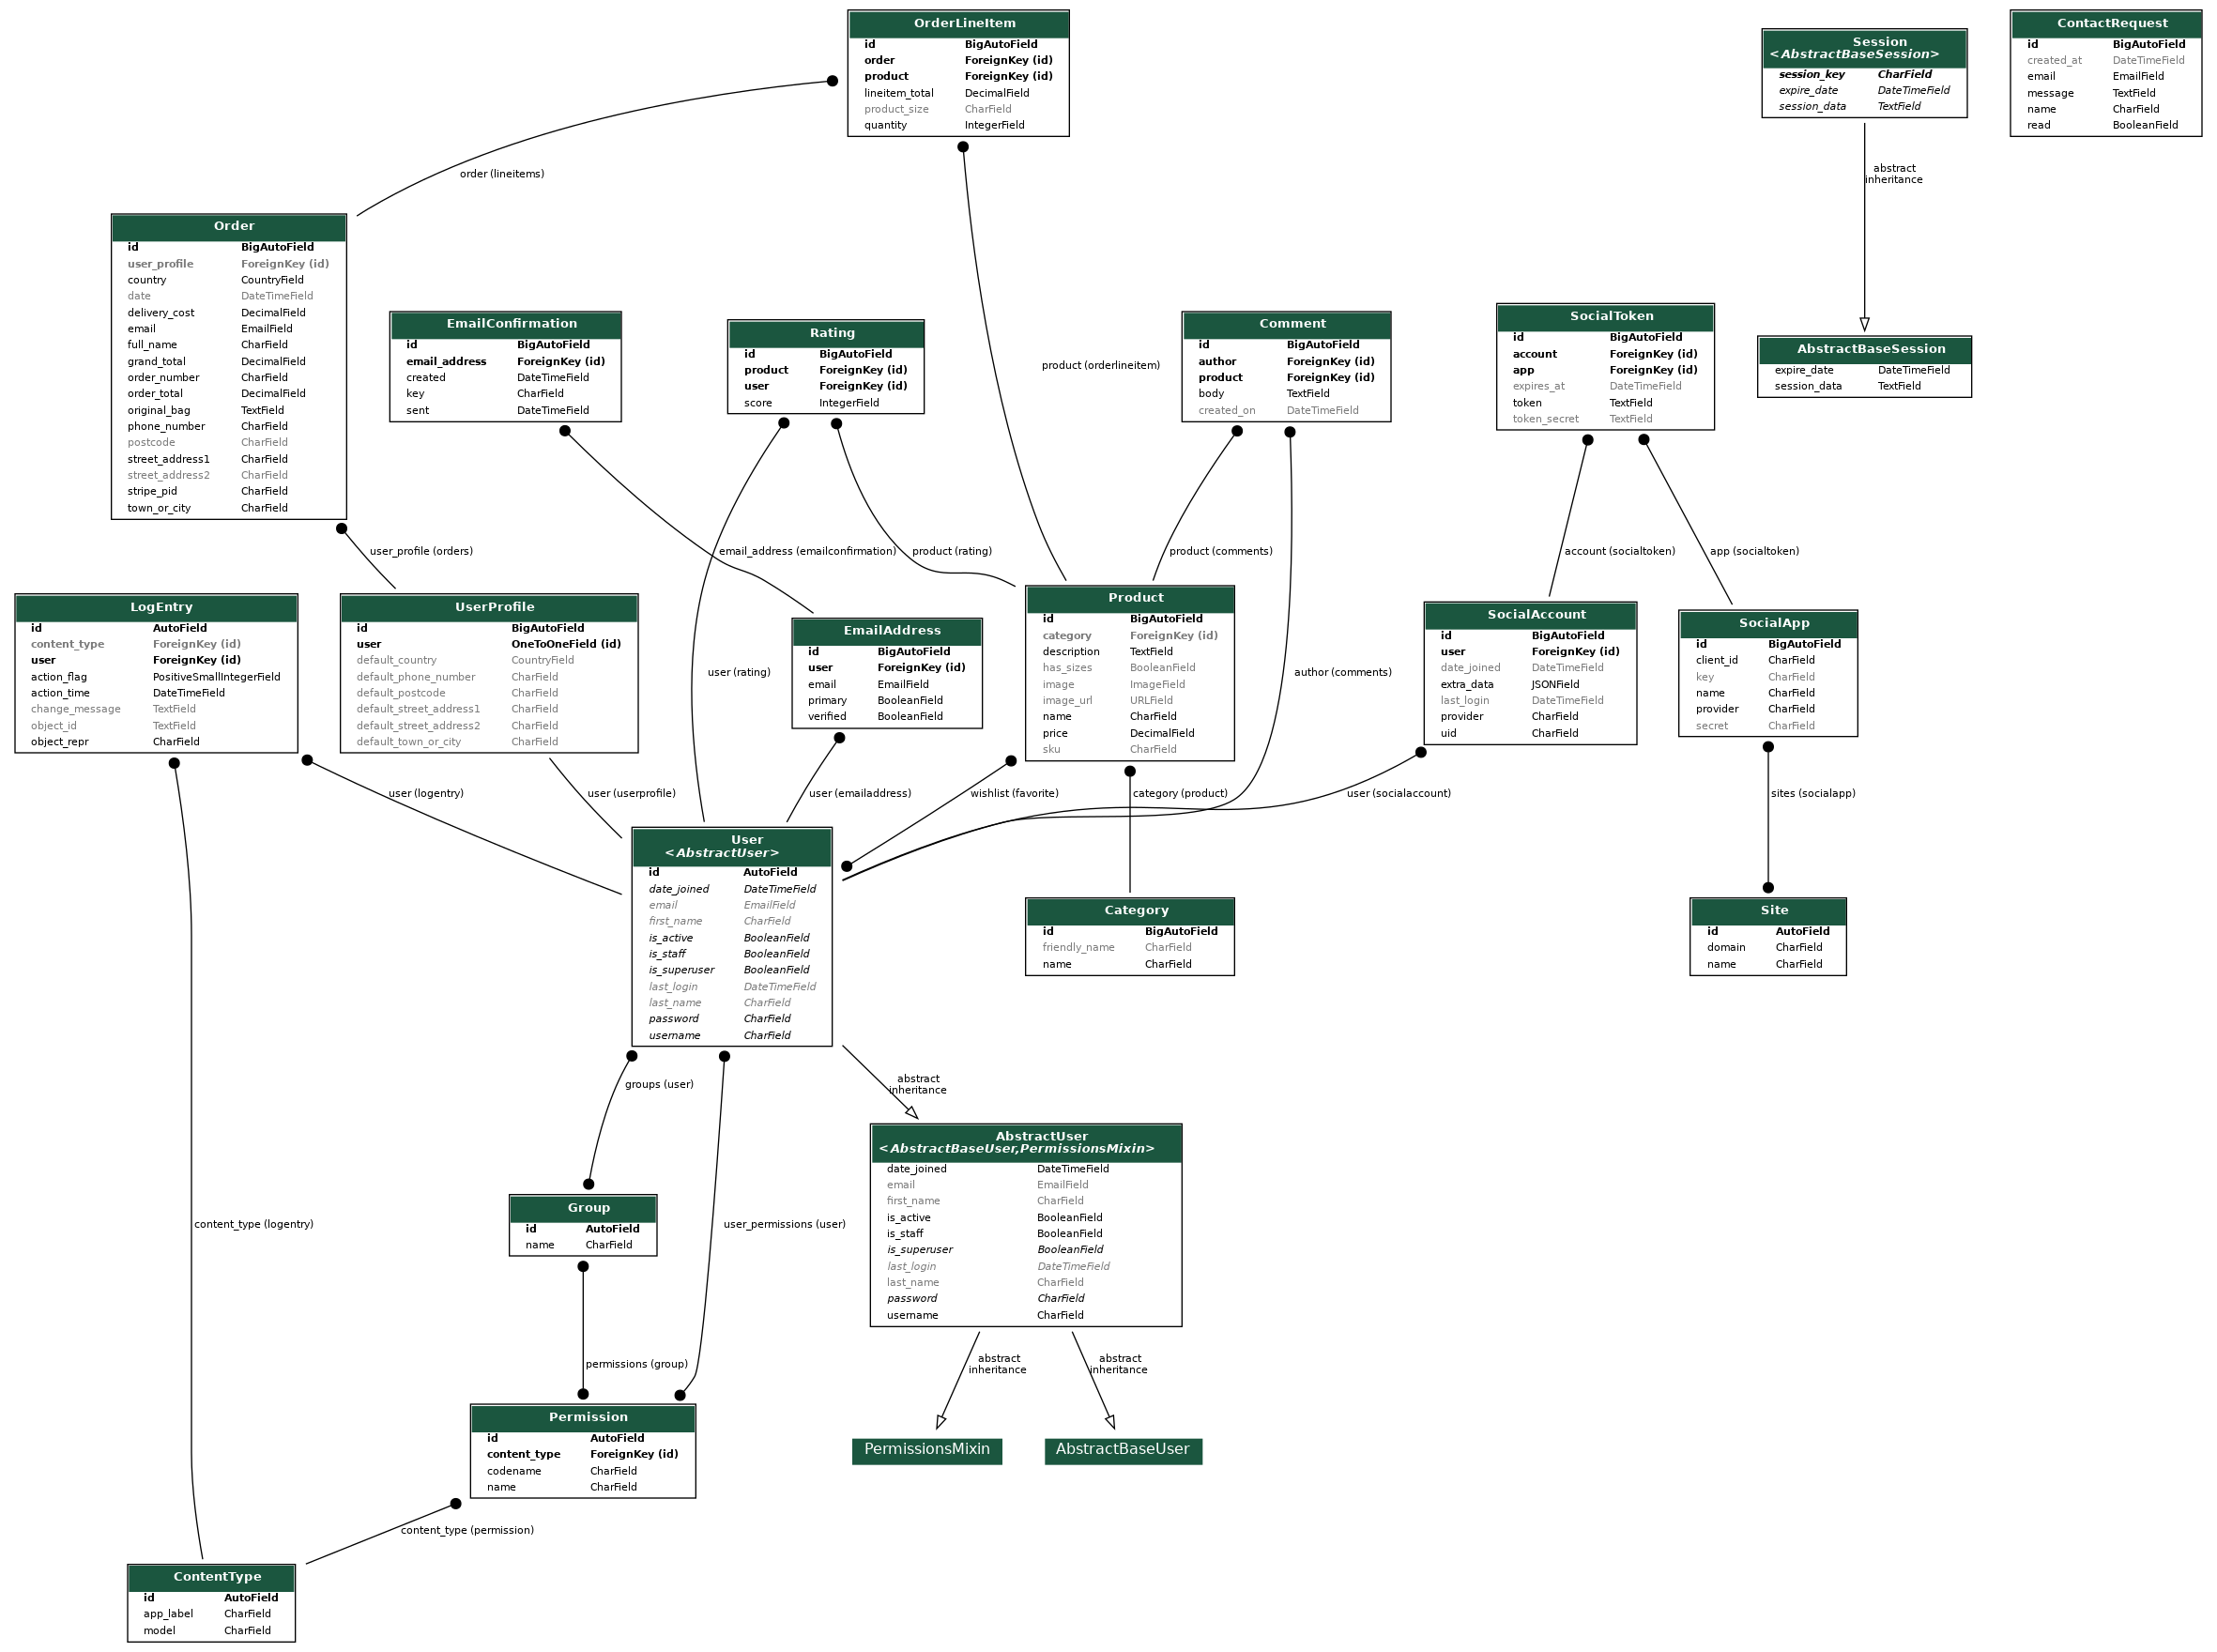 OrderLineItem
id BigAutoField
order ForeignKey (id)
product ForeignKey (id)
lineitem_total DecimalField
product_size CharField
quantity IntegerField
ContactRequest
id BigAutoField
created_at DateTimeField
email EmailField
message TextField
name CharField
read BooleanField
Session
<AbstractBaseSession>
session_key CharField
expire_date DateTimeField
session_data TextField
order (lineitems)
abstract
inheritance
Order
id BigAutoField
user_profile ForeignKey (id)
country CountryField
date DateTimeField
delivery_cost DecimalField
email EmailField
full_name CharField
grand_total DecimalField
order_number CharField
order_total DecimalField
original_bag TextField
phone_number CharField
postcode CharField
street_address1 CharField
street_address2 CharField
stripe_pid CharField
town_or_city CharField
EmailConfirmation
id BigAutoField
email_address ForeignKey (id)
created DateTimeField
key CharField
sent DateTimeField
Rating
id BigAutoField
product ForeignKey (id)
user ForeignKey (id)
score IntegerField
product (orderlineitem)
Comment
id BigAutoField
author ForeignKey (id)
product ForeignKey (id)
body TextField
created_on DateTimeField
SocialToken
id BigAutoField
account ForeignKey (id)
app ForeignKey (id)
expires_at DateTimeField
token TextField
token_secret TextField
AbstractBaseSession
expire_date DateTimeField
session_data TextField
user_profile (orders)
email_address (emailconfirmation)
product (rating)
product (comments)
account (socialtoken)
app (socialtoken)
LogEntry
id AutoField
content_type ForeignKey (id)
user ForeignKey (id)
action_flag PositiveSmallIntegerField
action_time DateTimeField
change_message TextField
object_id TextField
object_repr CharField
UserProfile
id BigAutoField
user OneToOneField (id)
default_country CountryField
default_phone_number CharField
default_postcode CharField
default_street_address1 CharField
default_street_address2 CharField
default_town_or_city CharField
user (rating)
EmailAddress
id BigAutoField
user ForeignKey (id)
email EmailField
primary BooleanField
verified BooleanField
Product
id BigAutoField
category ForeignKey (id)
description TextField
has_sizes BooleanField
image ImageField
image_url URLField
name CharField
price DecimalField
sku CharField
author (comments)
SocialAccount
id BigAutoField
user ForeignKey (id)
date_joined DateTimeField
extra_data JSONField
last_login DateTimeField
provider CharField
uid CharField
SocialApp
id BigAutoField
client_id CharField
key CharField
name CharField
provider CharField
secret CharField
user (logentry)
user (userprofile)
user (emailaddress)
wishlist (favorite)
category (product)
user (socialaccount)
sites (socialapp)
User
<AbstractUser>
id AutoField
date_joined DateTimeField
email EmailField
first_name CharField
is_active BooleanField
is_staff BooleanField
is_superuser BooleanField
last_login DateTimeField
last_name CharField
password CharField
username CharField
Category
id BigAutoField
friendly_name CharField
name CharField
Site
id AutoField
domain CharField
name CharField
groups (user)
abstract
inheritance
AbstractUser
<AbstractBaseUser,PermissionsMixin>
date_joined DateTimeField
email EmailField
first_name CharField
is_active BooleanField
is_staff BooleanField
is_superuser BooleanField
last_login DateTimeField
last_name CharField
password CharField
username CharField
Group
id AutoField
name CharField
content_type (logentry)
user_permissions (user)
permissions (group)
abstract
inheritance
abstract
inheritance
Permission
id AutoField
content_type ForeignKey (id)
codename CharField
name CharField
PermissionsMixin
AbstractBaseUser
content_type (permission)
ContentType
id AutoField
app_label CharField
model CharField